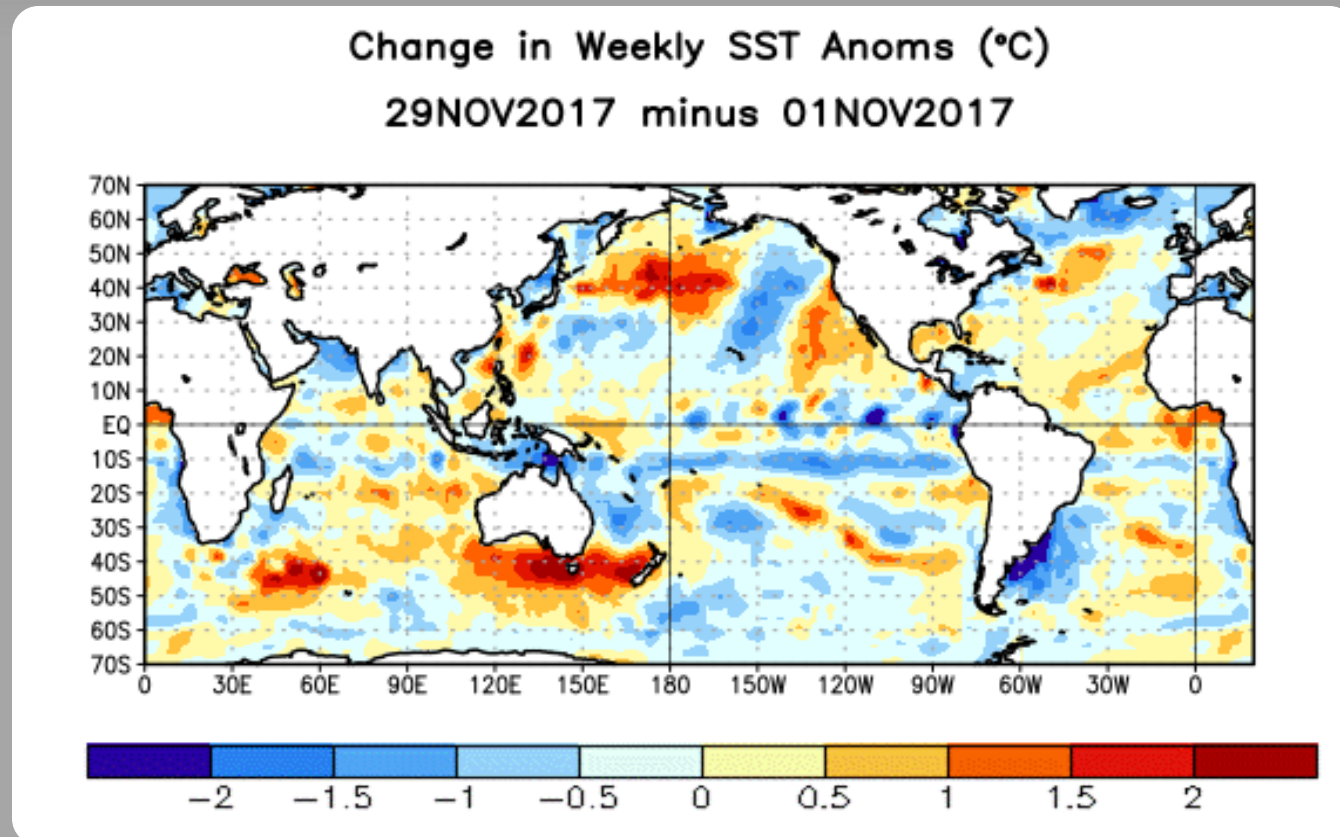 Change in Weekly SST Anoms (°C)
29NOV2017 minus 01NOV2017
70N
60N
50N
40N
30N
20N
10N
EQ
10S
20S
30S
40S
50S
60S
70S
0 30E 60E 90E 120E 150E 180 150W 120W 90W 60W 30W 0
−2 −1.5 −1 −0.5 0 0.5 1 1.5 2